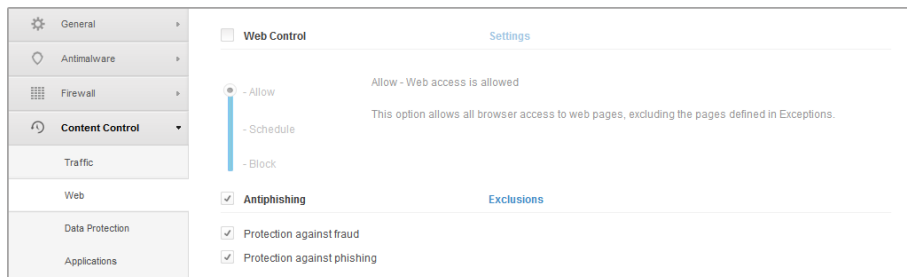 General
Antimalware
Firewall
Content Control
Traffic
Web
Data Protection
Applications
Web Control Settings
- Allow
- Schedule
- Block
Allow - Web access is allowed
This option allows all browser access to web pages, excluding the pages defined in Exceptions.
Antiphishing Exclusions
Protection against fraud
Protection against phishing